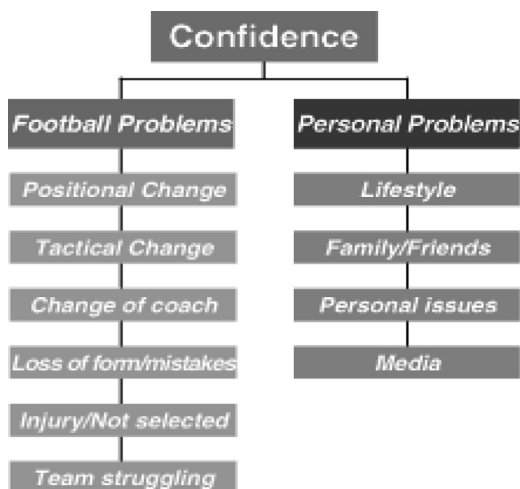 Confidence
Football Problems
Positional Change
Tactical Change
Change of coach
Loss of form/mistakes
Injury/Not selected
Team struggling
Personal Problems
Lifestyle
Family/Friends
Personal issues
Media